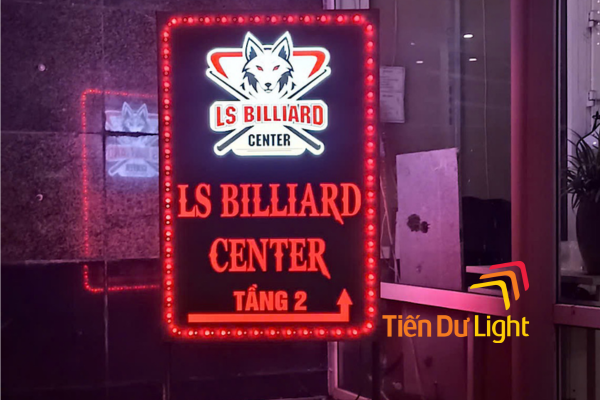 LS BILLIARD
CENTER
LS BILLIARD
CENTER
TẦNG 2
Tiến Dư Light